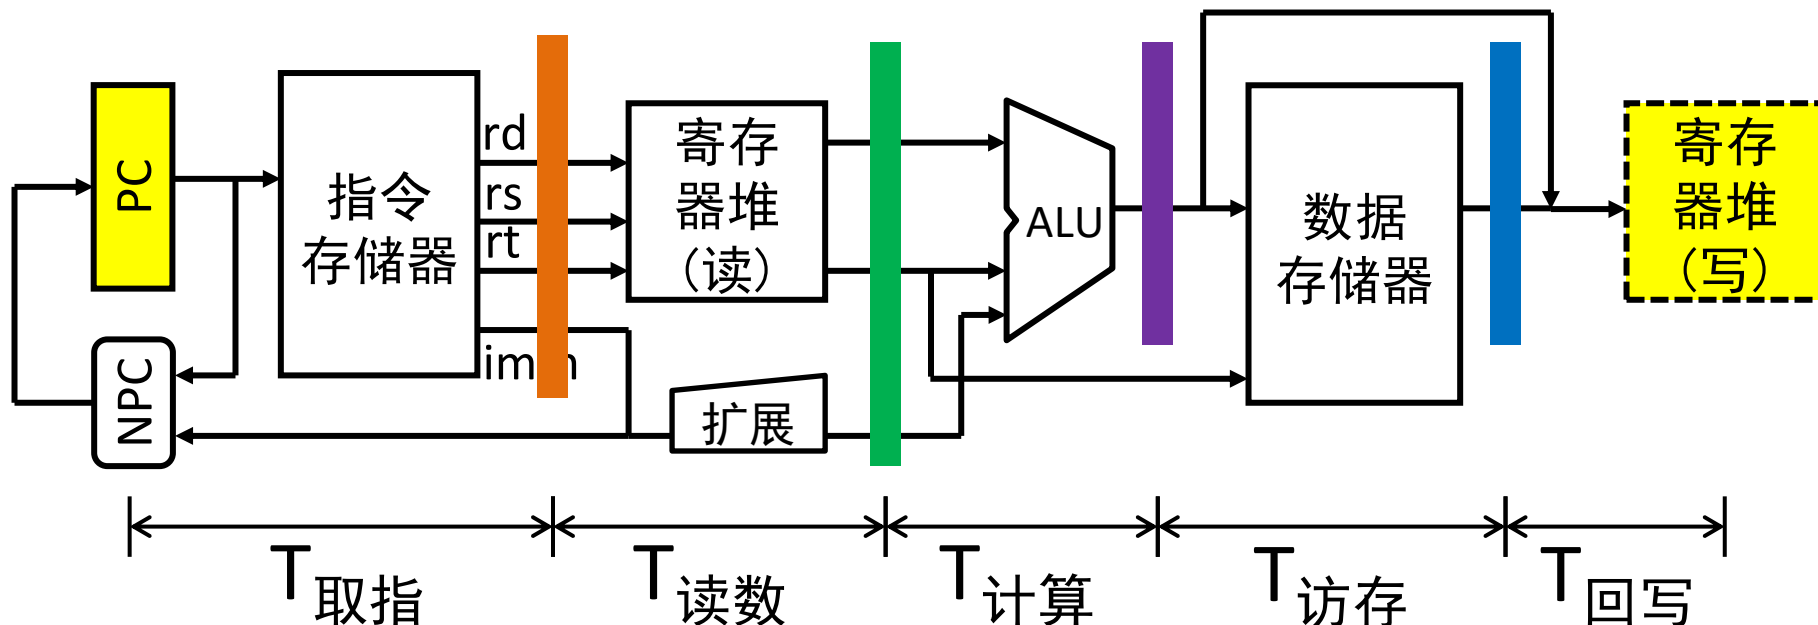 PC
NPC
指令
存储器
rd
rs
rt
imm
寄存
器堆
（读）
扩展
ALU
数据
存储器
寄存
器堆
（写）
T取指
T读数
T计算
T访存
T回写